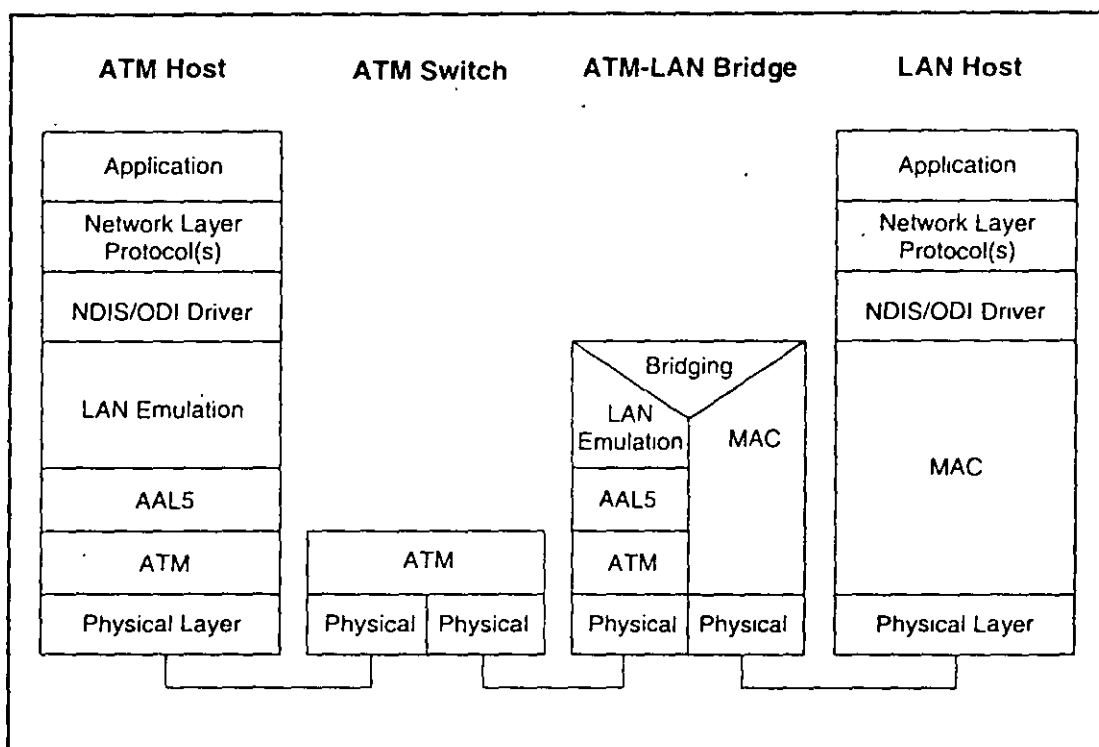 ATM Host
ATM Switch
ATM-LAN Bridge
LAN Host
Application
Network Layer
Protocol(s)
NDIS/ODI Driver
LAN Emulation
AAL5
ATM
Physical Layer
ATM
Physical
Physical
Bridging
LAN
Emulation
MAC
AAL5
ATM
Physical
Physical
Application
Network Layer
Protocol(s)
NDIS/ODI Driver
MAC
Physical Layer